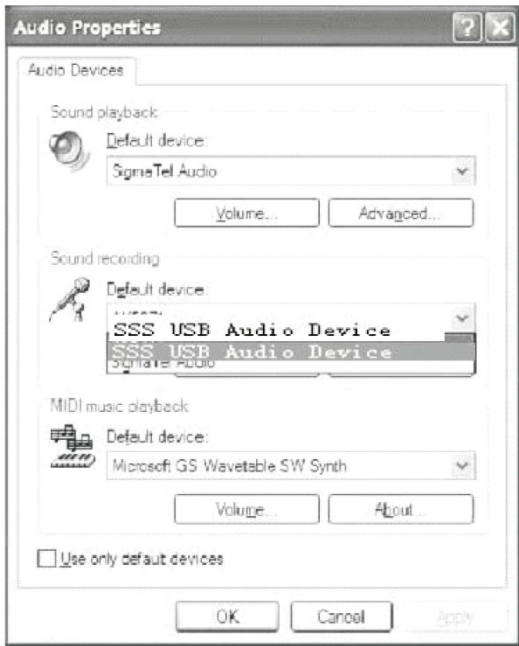 Audio Properties
Audio Devices
Sound playback
Default device:
SigmaTel Audio
Volume...
Advanced...
Sound recording
Default device:
SSS USB Audio Device
SSS USB Audio Device
SigmaTel Audio
MIDI music playback
Default device:
Microsoft GS Wavetable SW Synth
Volume...
About...
Use only default devices
OK
Cancel
Apply